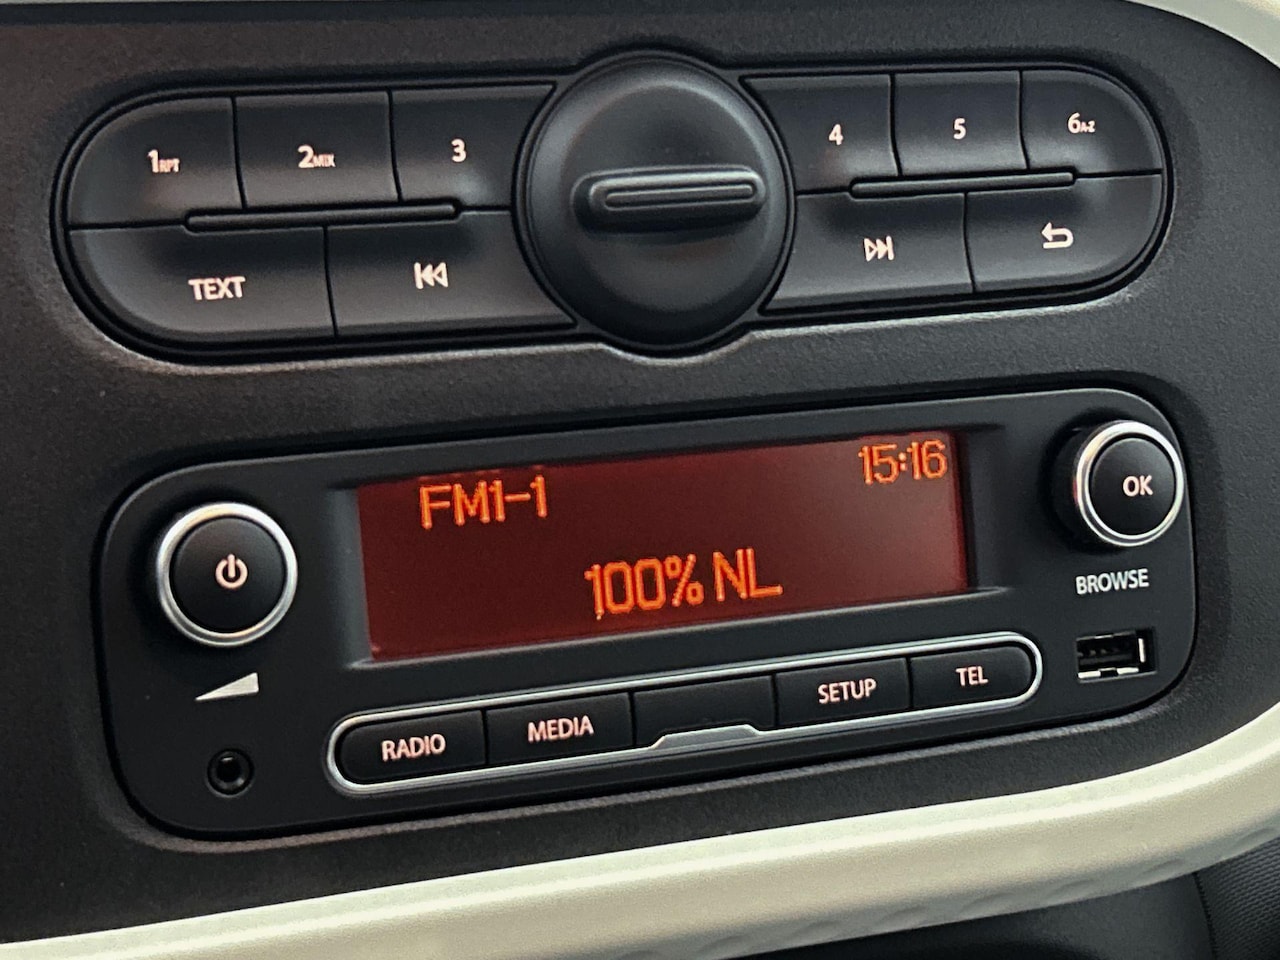 1RPT
2MIX
3
4
5
6A-Z
TEXT
FM1-1
15:16
100% NL
OK
BROWSE
RADIO
MEDIA
SETUP
TEL